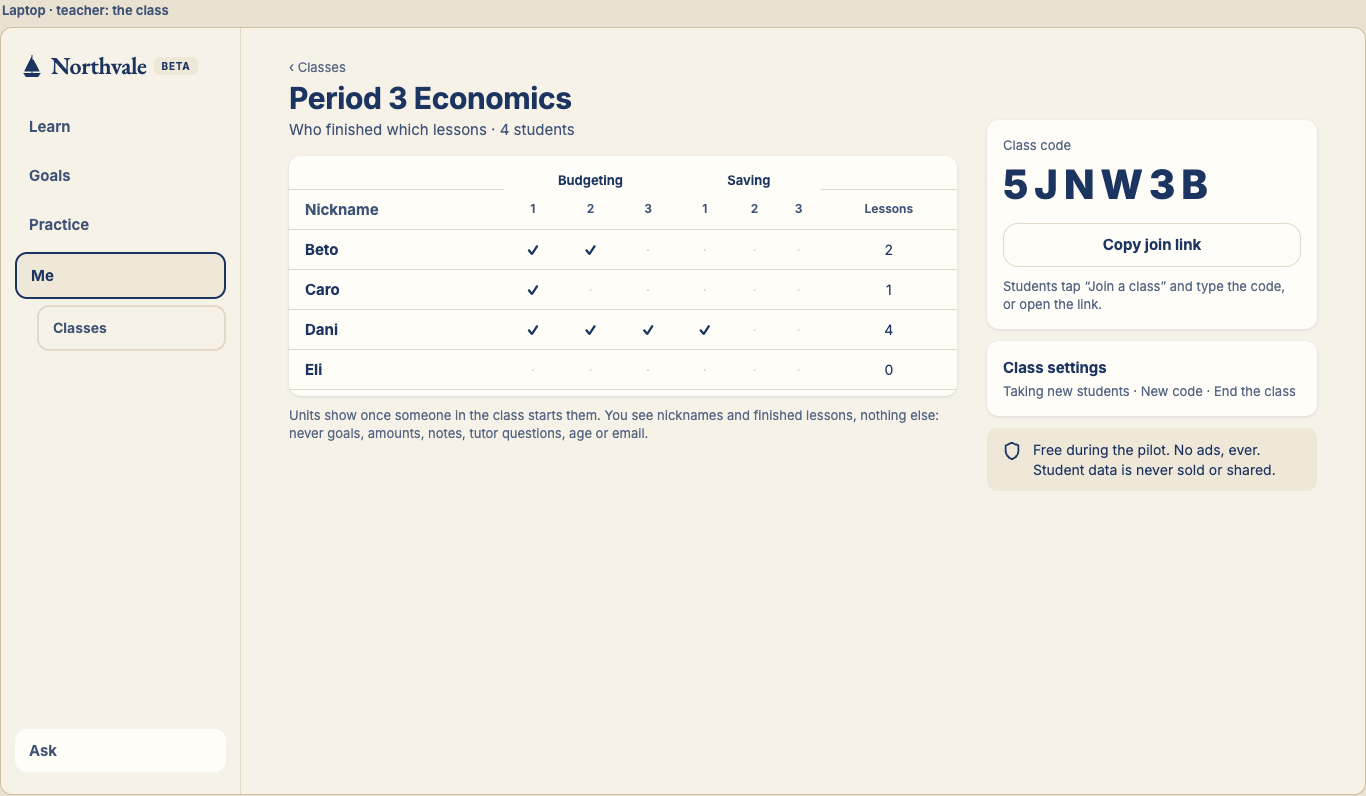 Laptop · teacher: the class
Northvale BETA
Learn
Goals
Practice
Me
Classes
Ask
‹ Classes
Period 3 Economics
Who finished which lessons · 4 students
Budgeting Saving
Nickname 1 2 3 1 2 3 Lessons
Beto ✓ ✓ · · · · 2
Caro ✓ · · · · · 1
Dani ✓ ✓ ✓ ✓ · · 4
Eli · · · · · · 0
Units show once someone in the class starts them. You see nicknames and finished lessons, nothing else:
never goals, amounts, notes, tutor questions, age or email.
Class code
5JNW3B
Copy join link
Students tap “Join a class” and type the code,
or open the link.
Class settings
Taking new students · New code · End the class
Free during the pilot. No ads, ever.
Student data is never sold or shared.